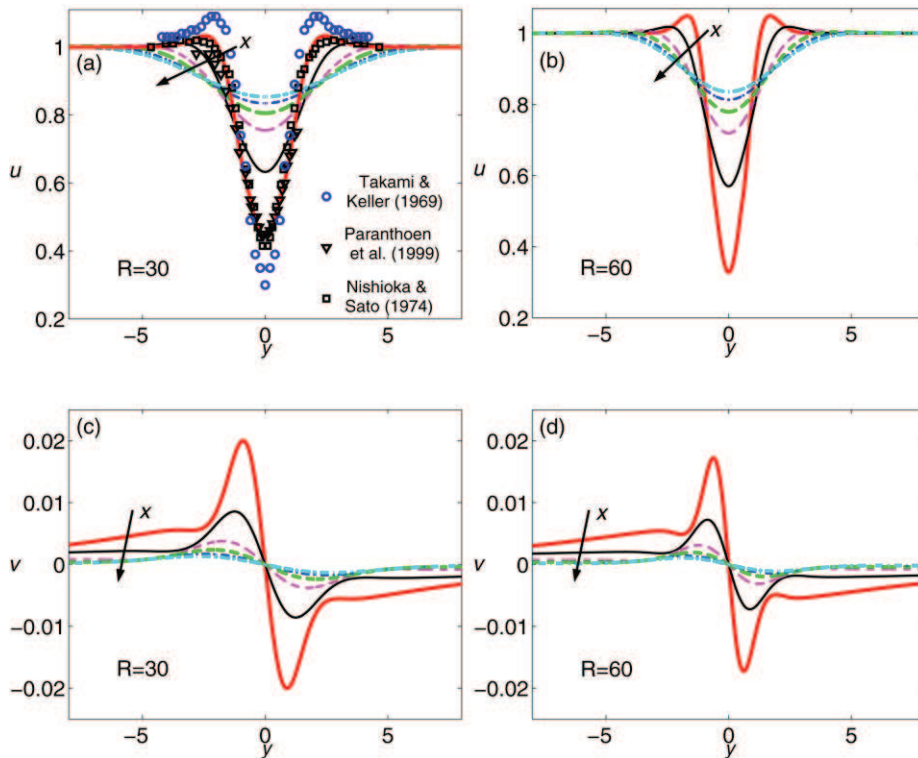 (a)
x
1
0.8
u
0.6
0.4
0.2
R=30
Takami &
Keller (1969)
Paranthoen
et al. (1999)
Nishioka &
Sato (1974)
−5
0
5
y
(b)
x
1
0.8
u
0.6
0.4
0.2
R=60
−5
0
5
y
(c)
x
0.02
0.01
v
0
−0.01
−0.02
R=30
−5
0
5
y
(d)
x
0.02
0.01
v
0
−0.01
−0.02
R=60
−5
0
5
y